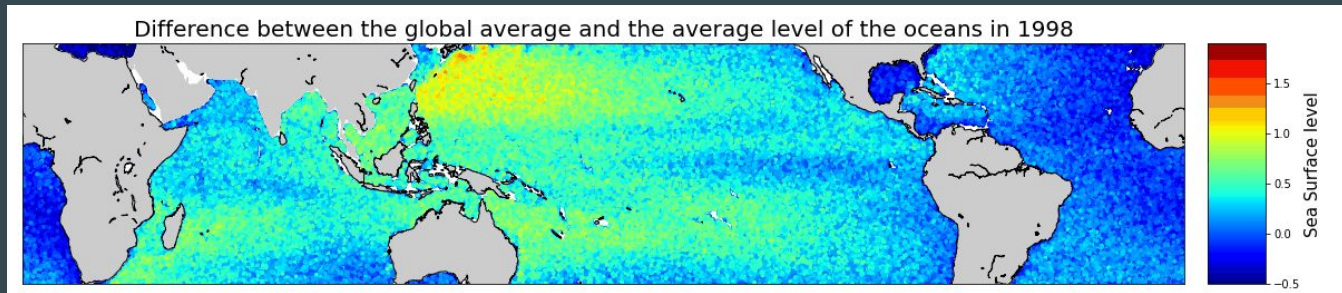 Difference between the global average and the average level of the oceans in 1998
1.5
1.0
0.5
0.0
−0.5
Sea Surface level